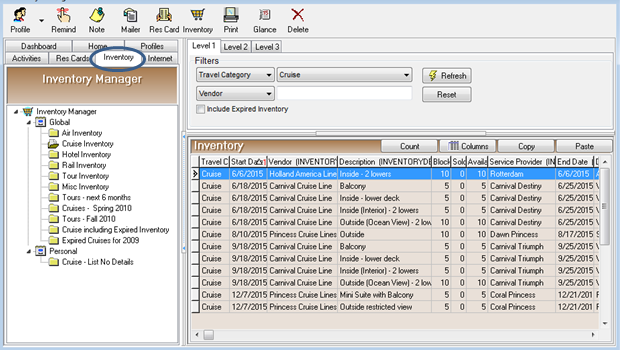 Profile Remind Note Mailer Res Card Inventory Print Glance Delete
Dashboard Home Profiles
Activities Res Cards Inventory Internet
Inventory Manager
Inventory Manager
Global
Air Inventory
Cruise Inventory
Hotel Inventory
Rail Inventory
Tour Inventory
Misc Inventory
Tours - next 6 months
Cruises - Spring 2010
Tours - Fall 2010
Cruise including Expired Inventory
Expired Cruises for 2009
Personal
Cruise - List No Details
Level 1 Level 2 Level 3
Filters
Travel Category Cruise Refresh
Vendor Reset
Include Expired Inventory
Inventory Count Columns Copy Paste
Travel C Start Da 1 Vendor (INVENTORY Description (INVENTORYDE Block Sold Availa Service Provider (IN End Date ( D
Cruise 6/6/2015 Holland America Line Inside - 2 lowers 10 0 10 Rotterdam 6/6/2015 A
Cruise 6/18/2015 Carnival Cruise Line Balcony 5 0 5 Carnival Destiny 6/25/2015 V
Cruise 6/18/2015 Carnival Cruise Line Inside - lower deck 5 0 5 Carnival Destiny 6/25/2015 V
Cruise 6/18/2015 Carnival Cruise Line Inside (Interior) - 2 lowers 5 0 5 Carnival Destiny 6/25/2015 V
Cruise 6/18/2015 Carnival Cruise Line Outside (Ocean View) - 2 lowers 10 0 10 Carnival Destiny 6/25/2015 V
Cruise 8/10/2015 Princess Cruise Lines Outside 10 0 10 Dawn Princess 8/17/2015
Cruise 9/18/2015 Carnival Cruise Line Balcony 5 0 5 Carnival Triumph 9/25/2015 V
Cruise 9/18/2015 Carnival Cruise Line Inside - lower deck 5 0 5 Carnival Triumph 9/25/2015 V
Cruise 9/18/2015 Carnival Cruise Line Inside (Interior) - 2 lowers 5 0 5 Carnival Triumph 9/25/2015 V
Cruise 9/18/2015 Carnival Cruise Line Outside (Ocean View) - 2 lowers 10 0 10 Carnival Triumph 9/25/2015 V
Cruise 12/7/2015 Princess Cruise Lines Mini Suite with Balcony 5 0 5 Coral Princess 12/21/201
Cruise 12/7/2015 Princess Cruise Lines Outside restricted view 5 0 5 Coral Princess 12/21/201